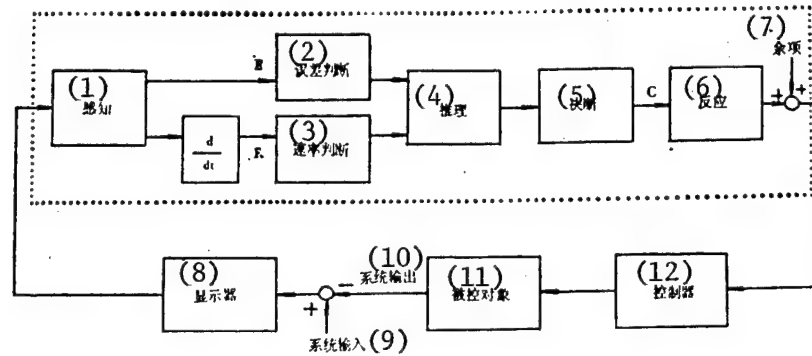 (7)
余项
(1)
感知
E
(2)
误差判断
d
dt
Ė
(3)
速率判断
(4)
推理
(5)
决断
C
(6)
反应
+
+
(8)
显示器
+
−
(10)
系统输出
系统输入(9)
(11)
被控对象
(12)
控制器